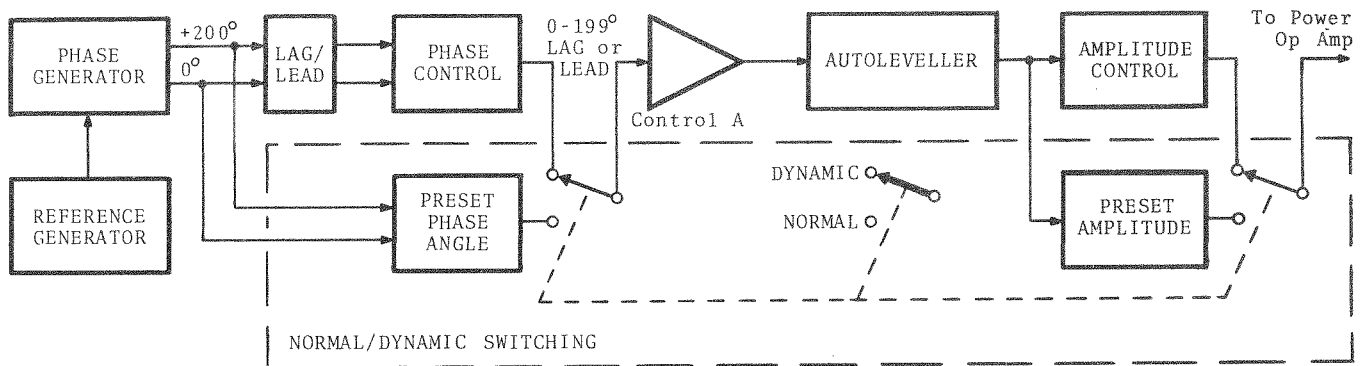 PHASE
GENERATOR
+200°
0°
LAG/
LEAD
PHASE
CONTROL
0-199°
LAG or
LEAD
Control A
AUTOLEVELLER
AMPLITUDE
CONTROL
To Power
Op Amp
REFERENCE
GENERATOR
PRESET
PHASE
ANGLE
DYNAMIC
NORMAL
PRESET
AMPLITUDE
NORMAL/DYNAMIC SWITCHING